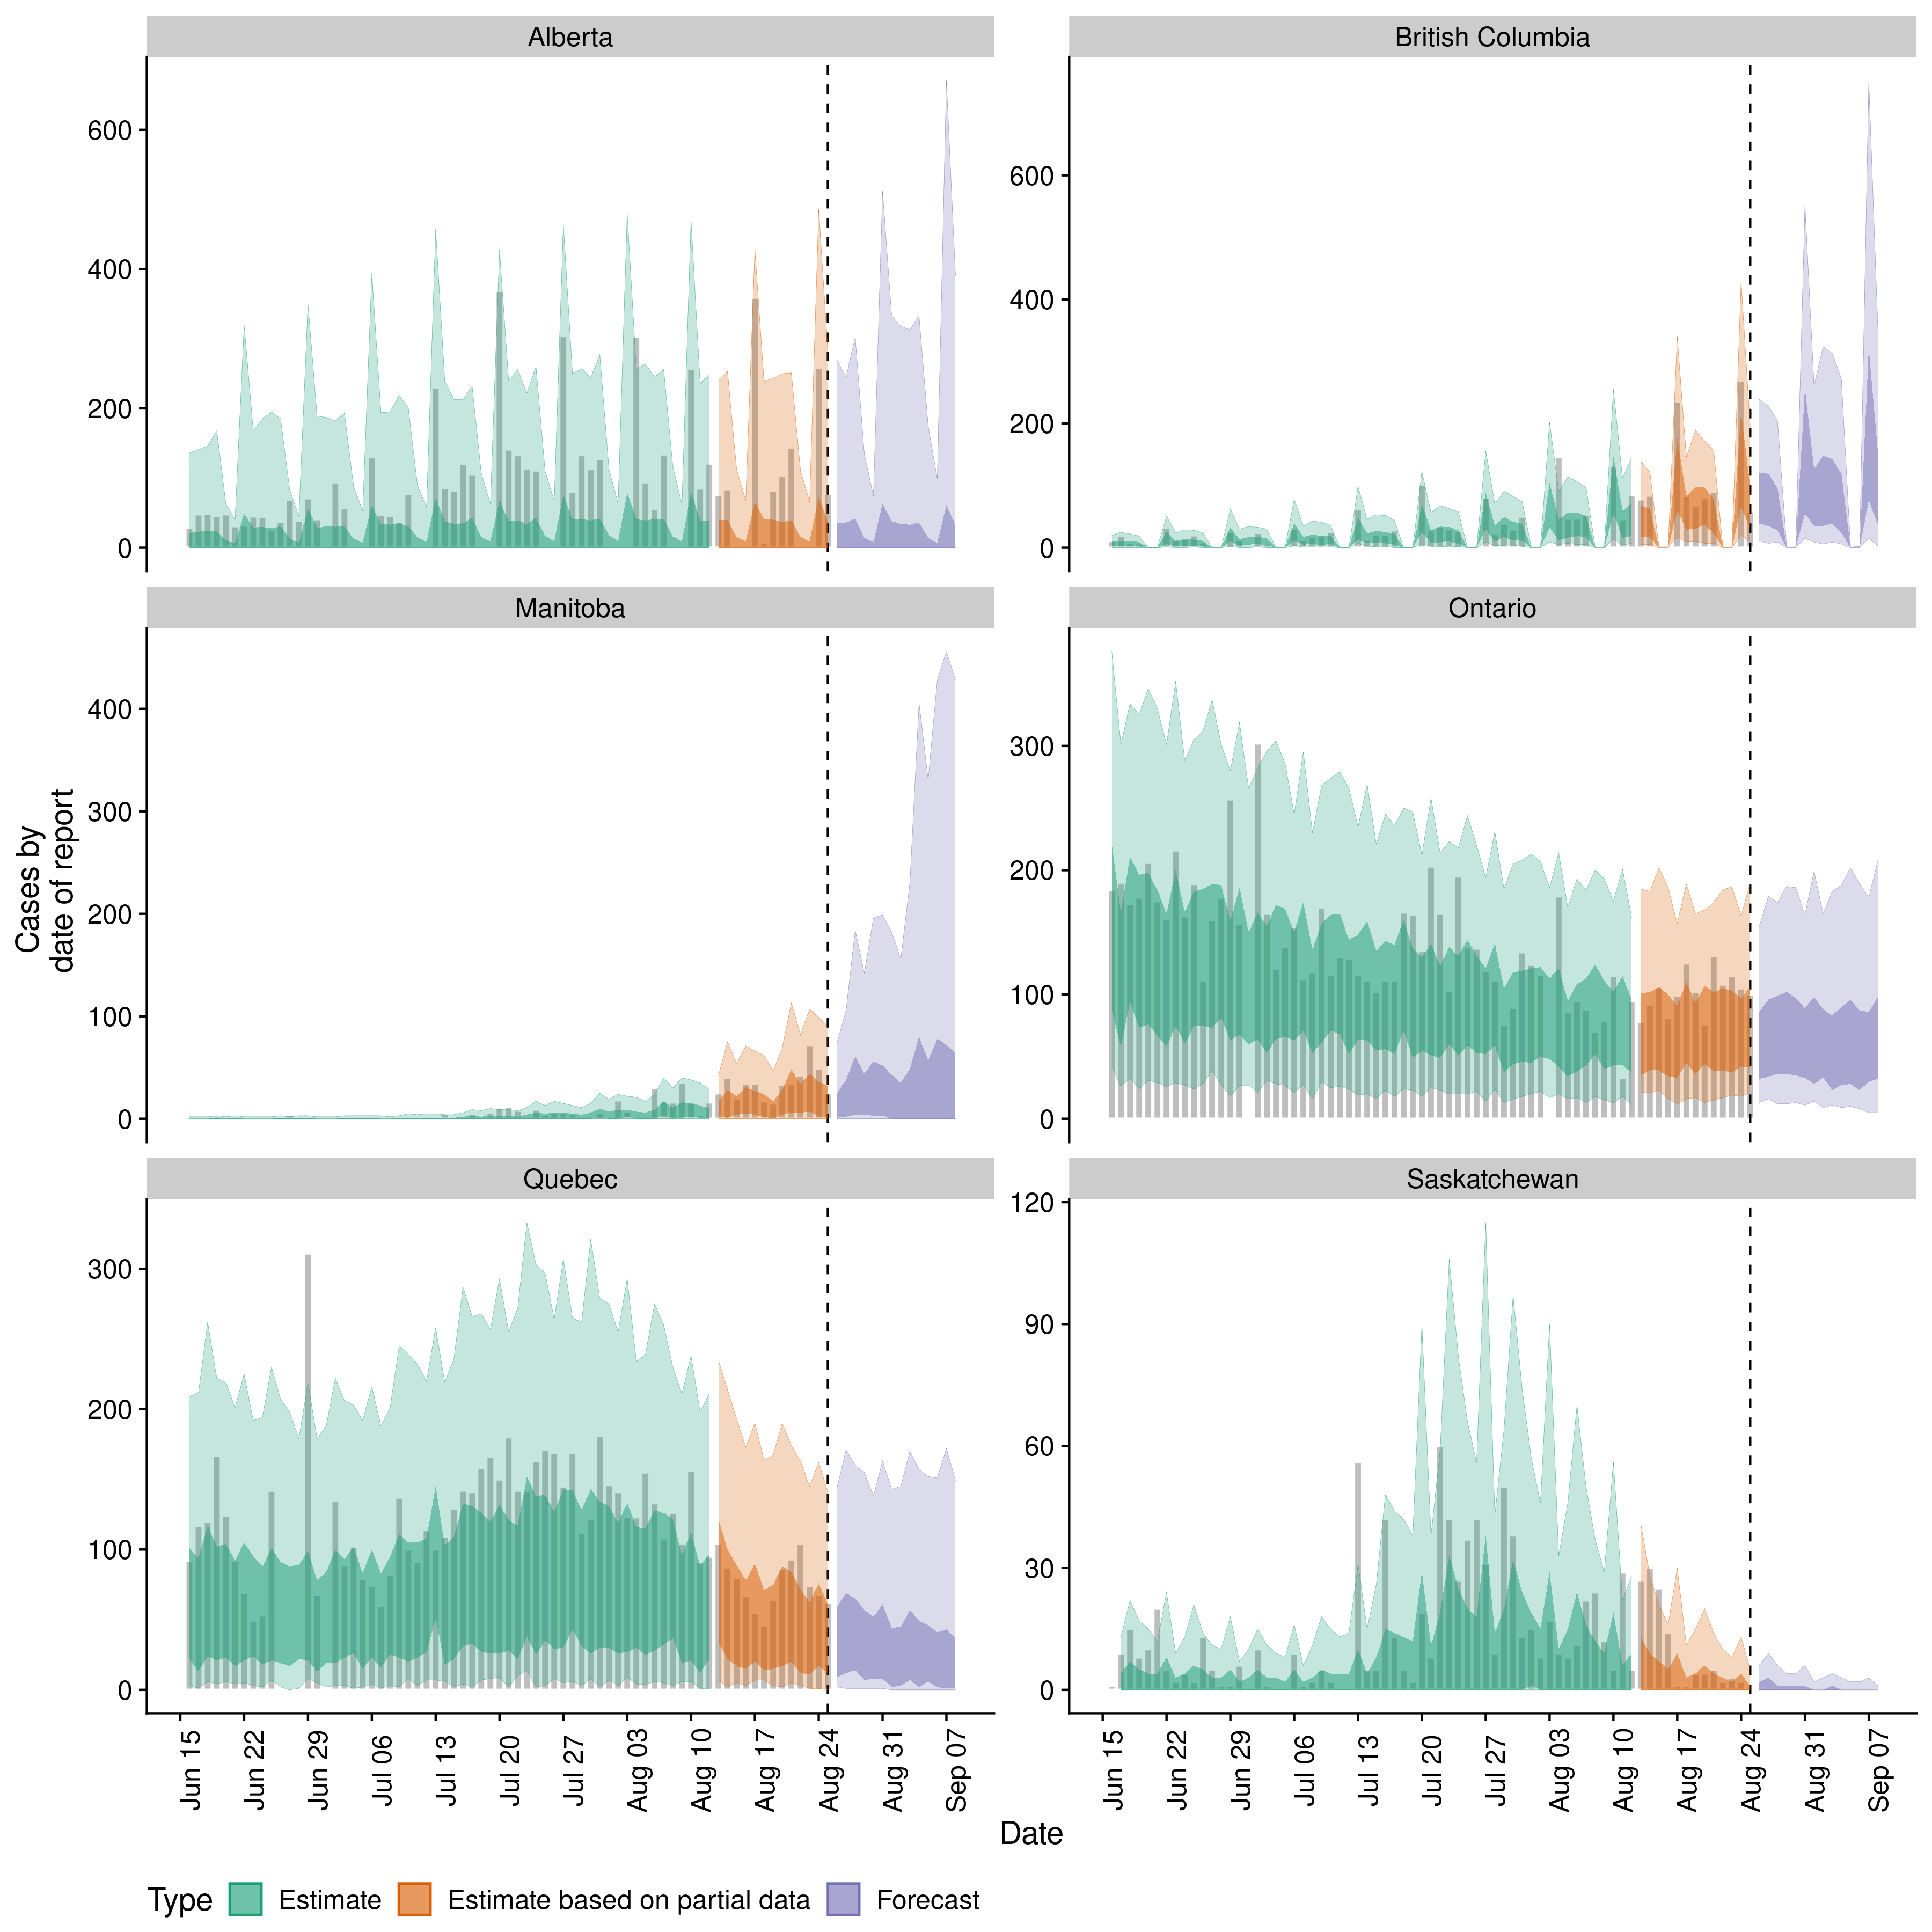 Alberta
British Columbia
600
400
200
0
600
400
200
0
Manitoba
Ontario
400
300
200
100
0
300
200
100
0
Cases by
date of report
Quebec
Saskatchewan
300
200
100
0
120
90
60
30
0
Jun 15
Jun 22
Jun 29
Jul 06
Jul 13
Jul 20
Jul 27
Aug 03
Aug 10
Aug 17
Aug 24
Aug 31
Sep 07
Jun 15
Jun 22
Jun 29
Jul 06
Jul 13
Jul 20
Jul 27
Aug 03
Aug 10
Aug 17
Aug 24
Aug 31
Sep 07
Date
Type Estimate Estimate based on partial data Forecast